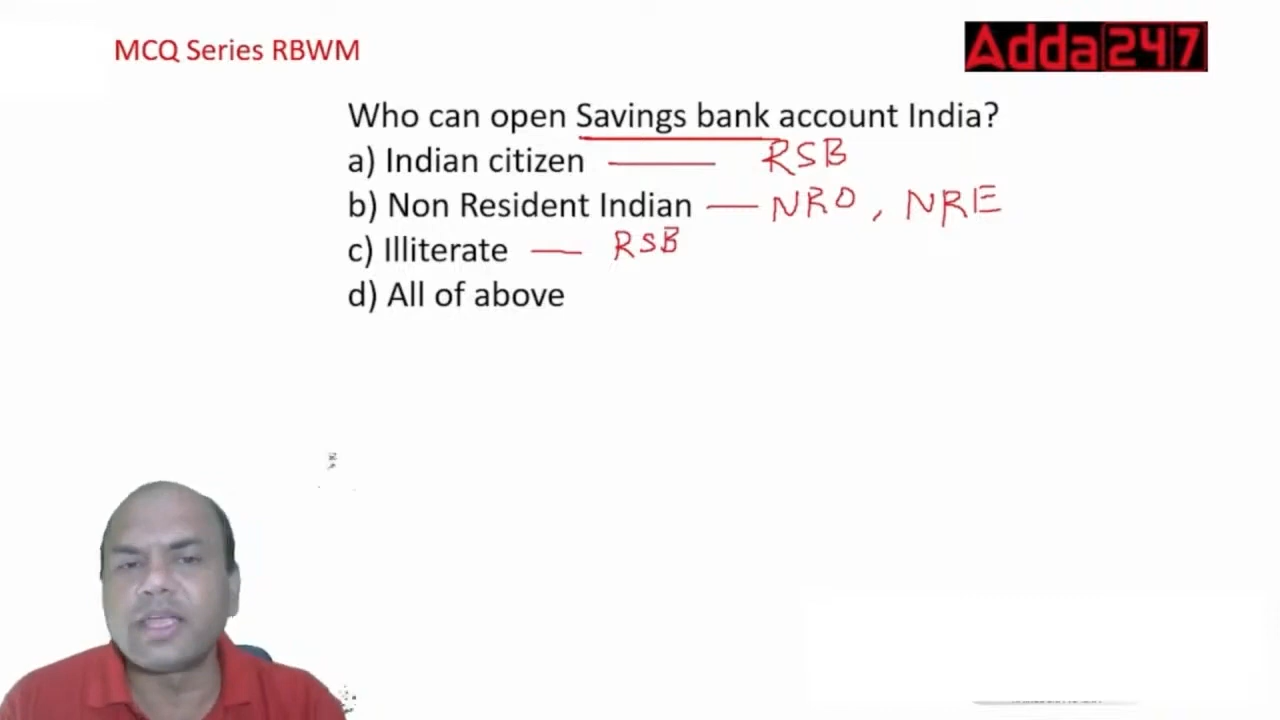 MCQ Series RBWM
Adda247
Who can open Savings bank account India?
a) Indian citizen — RSB
b) Non Resident Indian — NRO, NRE
c) Illiterate — RSB
d) All of above